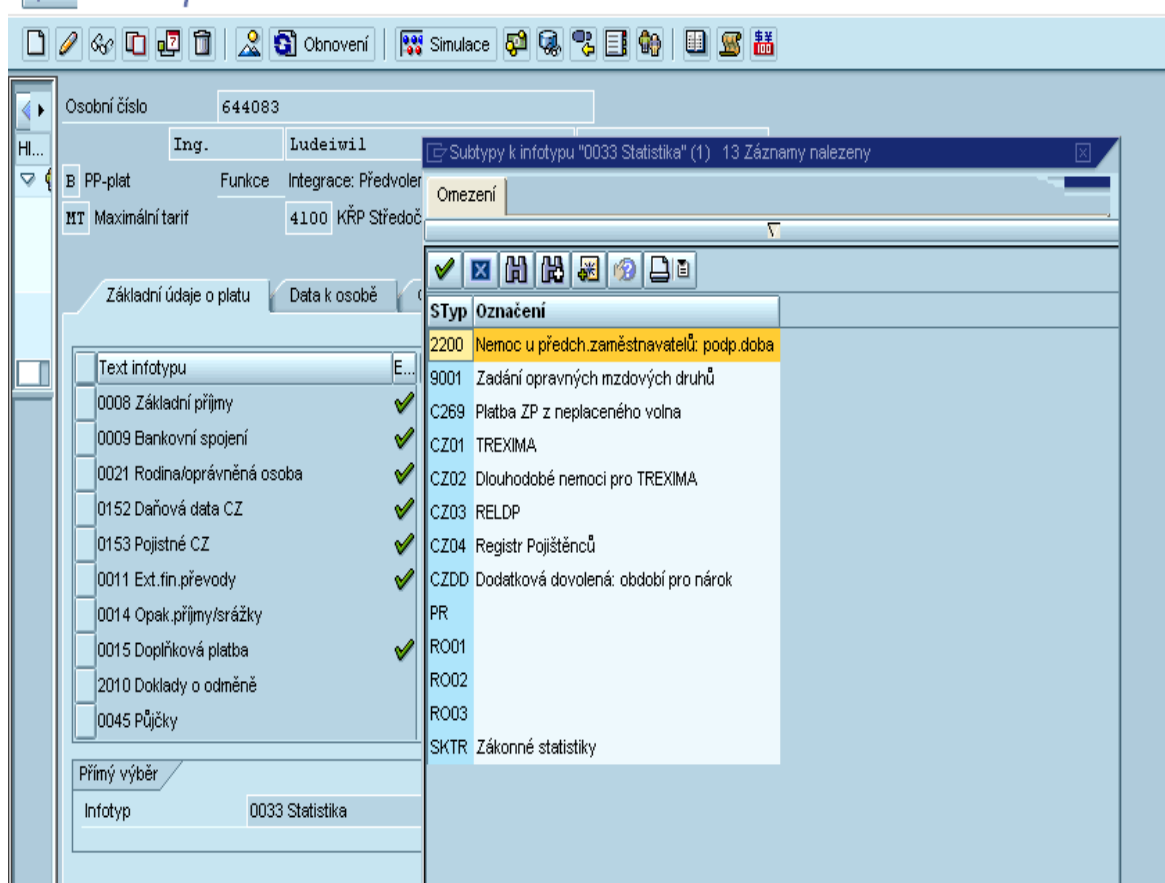 Obnovení Simulace
Osobní číslo 644083
Ing. Ludeiwil
HI...
B PP-plat Funkce Integrace: Předvolen
MT Maximální tarif 4100 KŘP Středoč
Základní údaje o platu Data k osobě
Text infotypu E...
0008 Základní příjmy
0009 Bankovní spojení
0021 Rodina/oprávněná osoba
0152 Daňová data CZ
0153 Pojistné CZ
0011 Ext.fin.převody
0014 Opak.příjmy/srážky
0015 Doplňková platba
2010 Doklady o odměně
0045 Půjčky
Přímý výběr
Infotyp 0033 Statistika
Subtypy k infotypu "0033 Statistika" (1) 13 Záznamy nalezeny
Omezení
STyp Označení
2200 Nemoc u předch.zaměstnavatelů: podp.doba
9001 Zadání opravných mzdových druhů
C269 Platba ZP z neplaceného volna
CZ01 TREXIMA
CZ02 Dlouhodobé nemoci pro TREXIMA
CZ03 RELDP
CZ04 Registr Pojištěnců
CZDD Dodatková dovolená: období pro nárok
PR
RO01
RO02
RO03
SKTR Zákonné statistiky